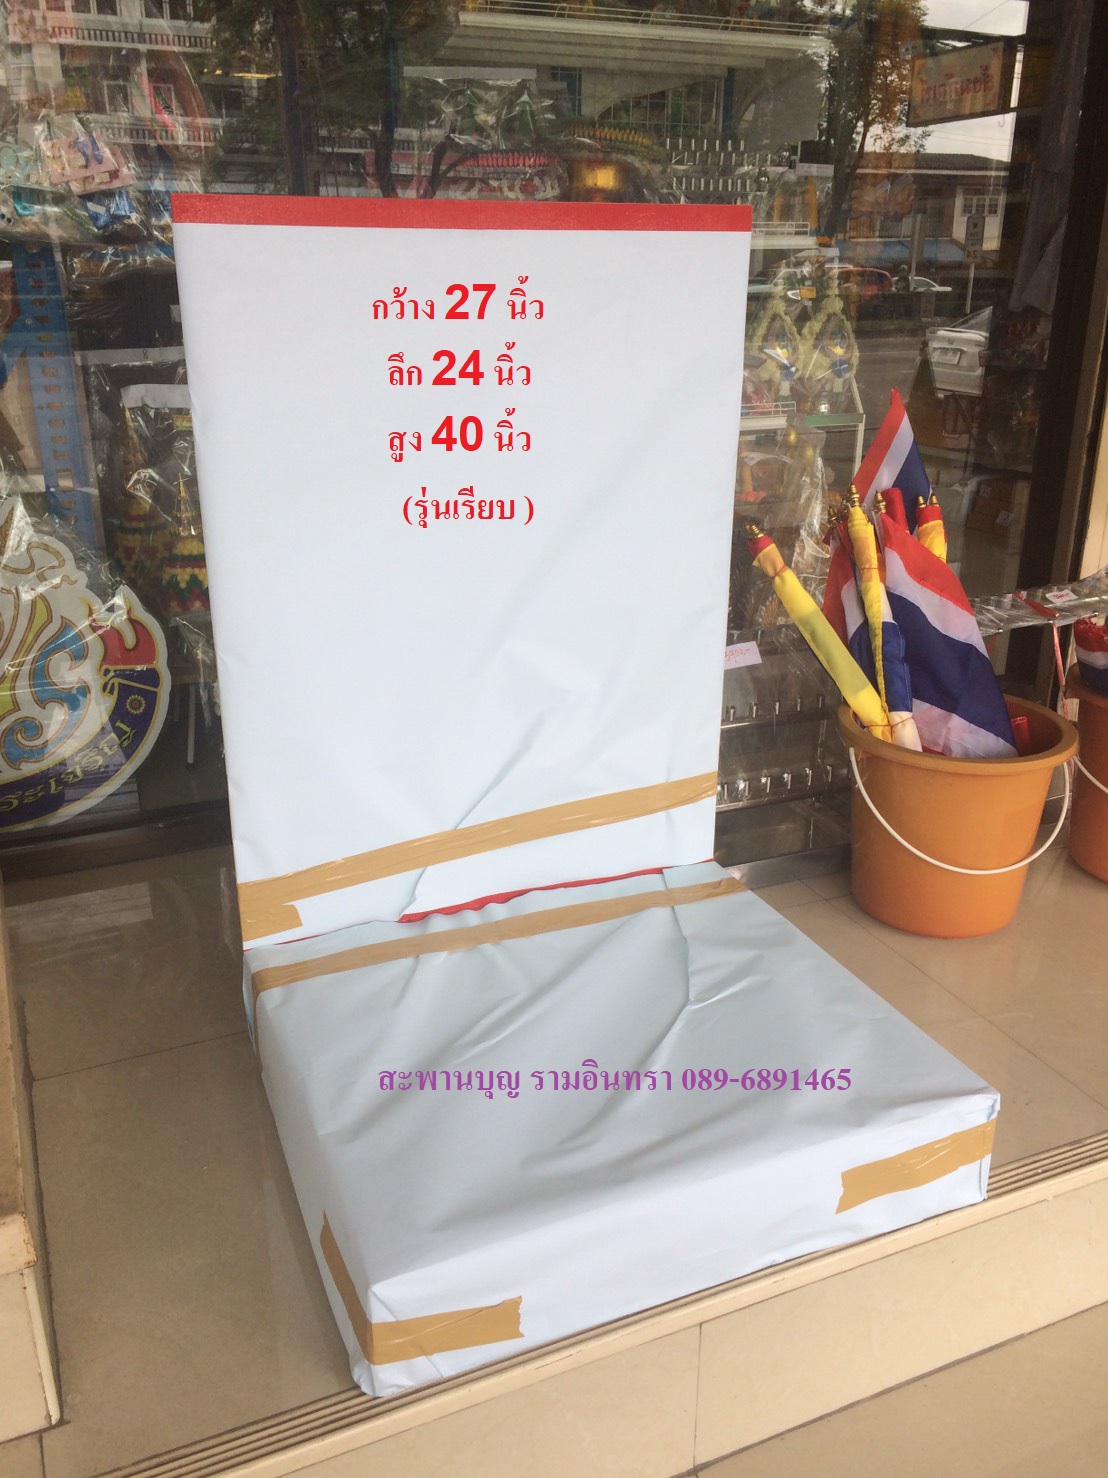 กว้าง 27 นิ้ว
ลึก 24 นิ้ว
สูง 40 นิ้ว
(รุ่นเรียบ )
สะพานบุญ รามอินทรา 089-6891465